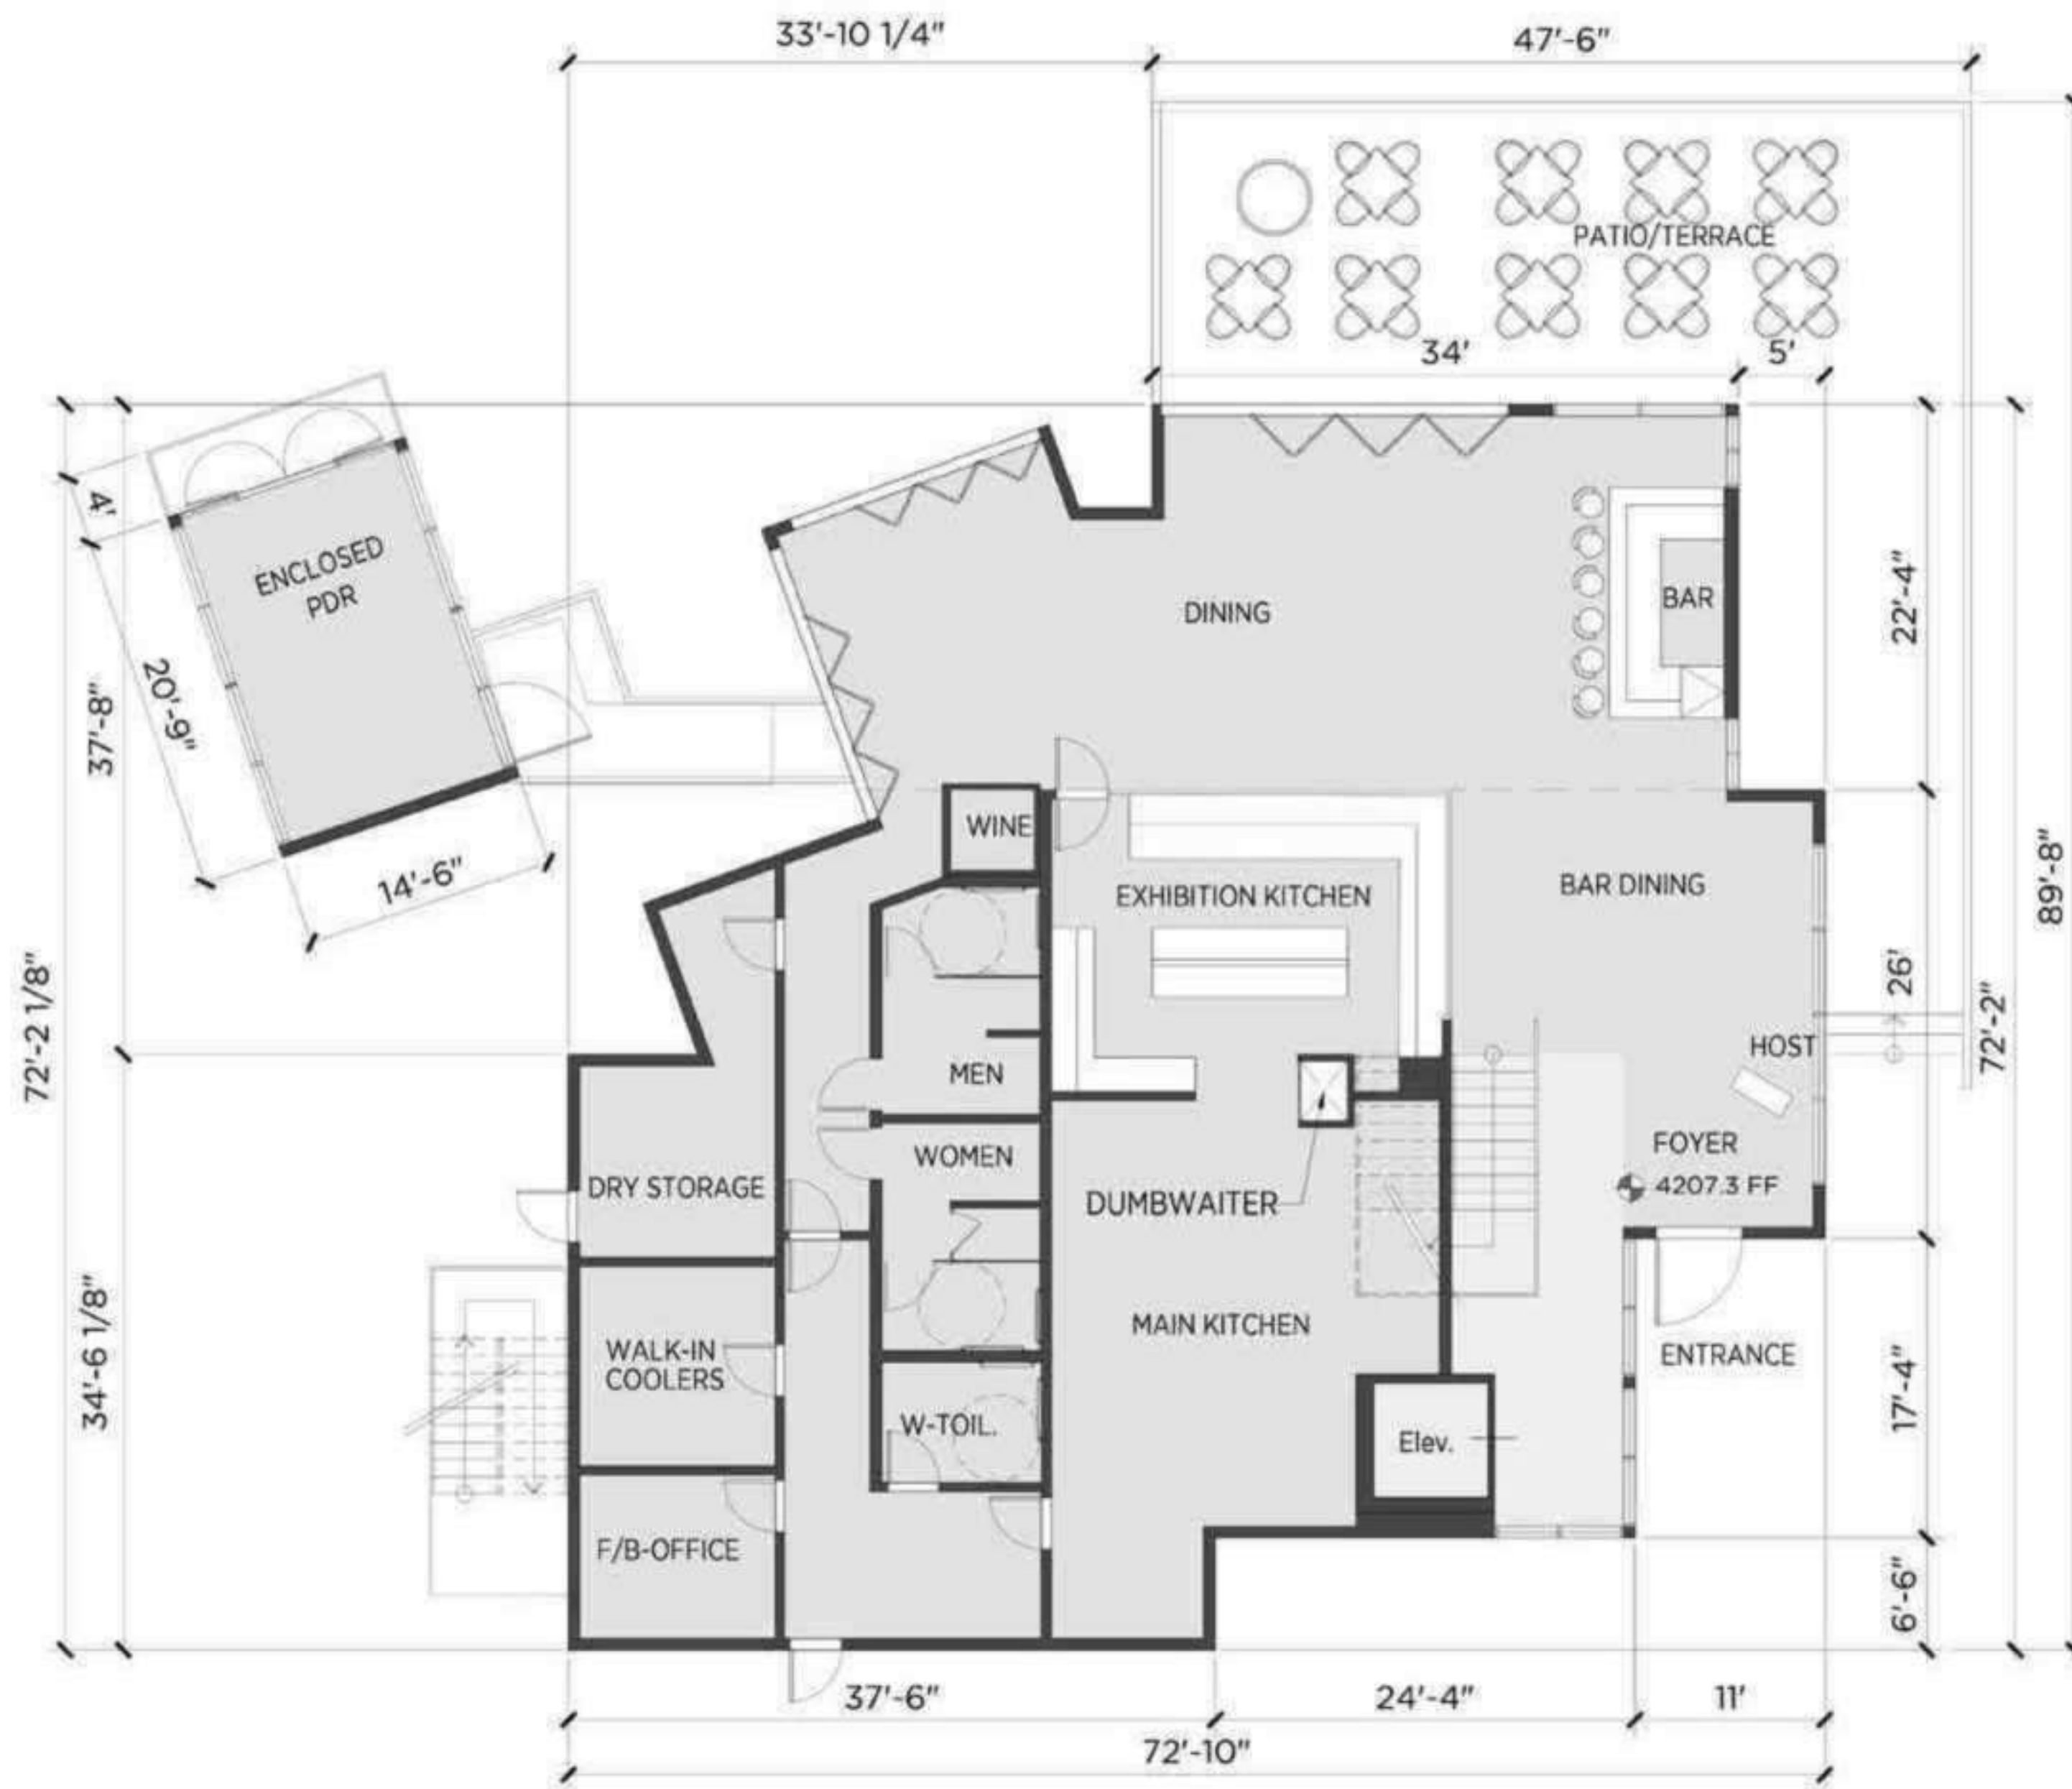 33'-10 1/4"
47'-6"
PATIO/TERRACE
34'
5'
4'
ENCLOSED
PDR
20'-9"
37'-8"
14'-6"
72'-2 1/8"
34'-6 1/8"
DINING
BAR
22'-4"
WINE
EXHIBITION KITCHEN
BAR DINING
89'-8"
26'
72'-2"
HOST
MEN
WOMEN
FOYER
4207.3 FF
DRY STORAGE
DUMBWAITER
MAIN KITCHEN
WALK-IN
COOLERS
ENTRANCE
17'-4"
W-TOIL.
Elev.
F/B-OFFICE
6'-6"
37'-6"
24'-4"
11'
72'-10"